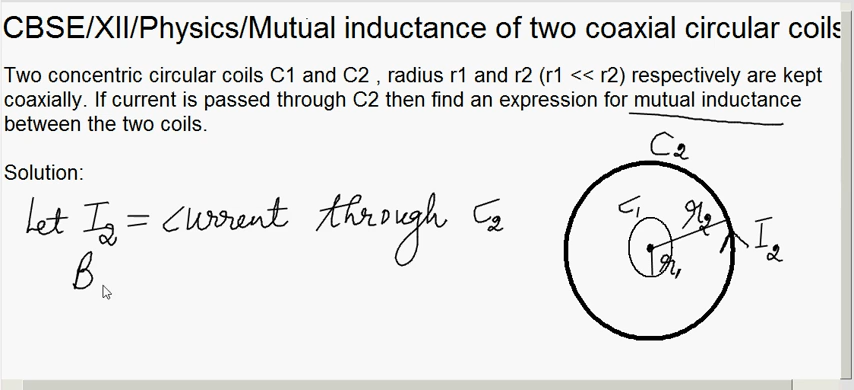 CBSE/XII/Physics/Mutual inductance of two coaxial circular coils
Two concentric circular coils C1 and C2 , radius r1 and r2 (r1 << r2) respectively are kept
coaxially. If current is passed through C2 then find an expression for mutual inductance
between the two coils.
Solution:
Let I₂ = current through C₂
B
C₂
C₁
r₂
I₂
r₁